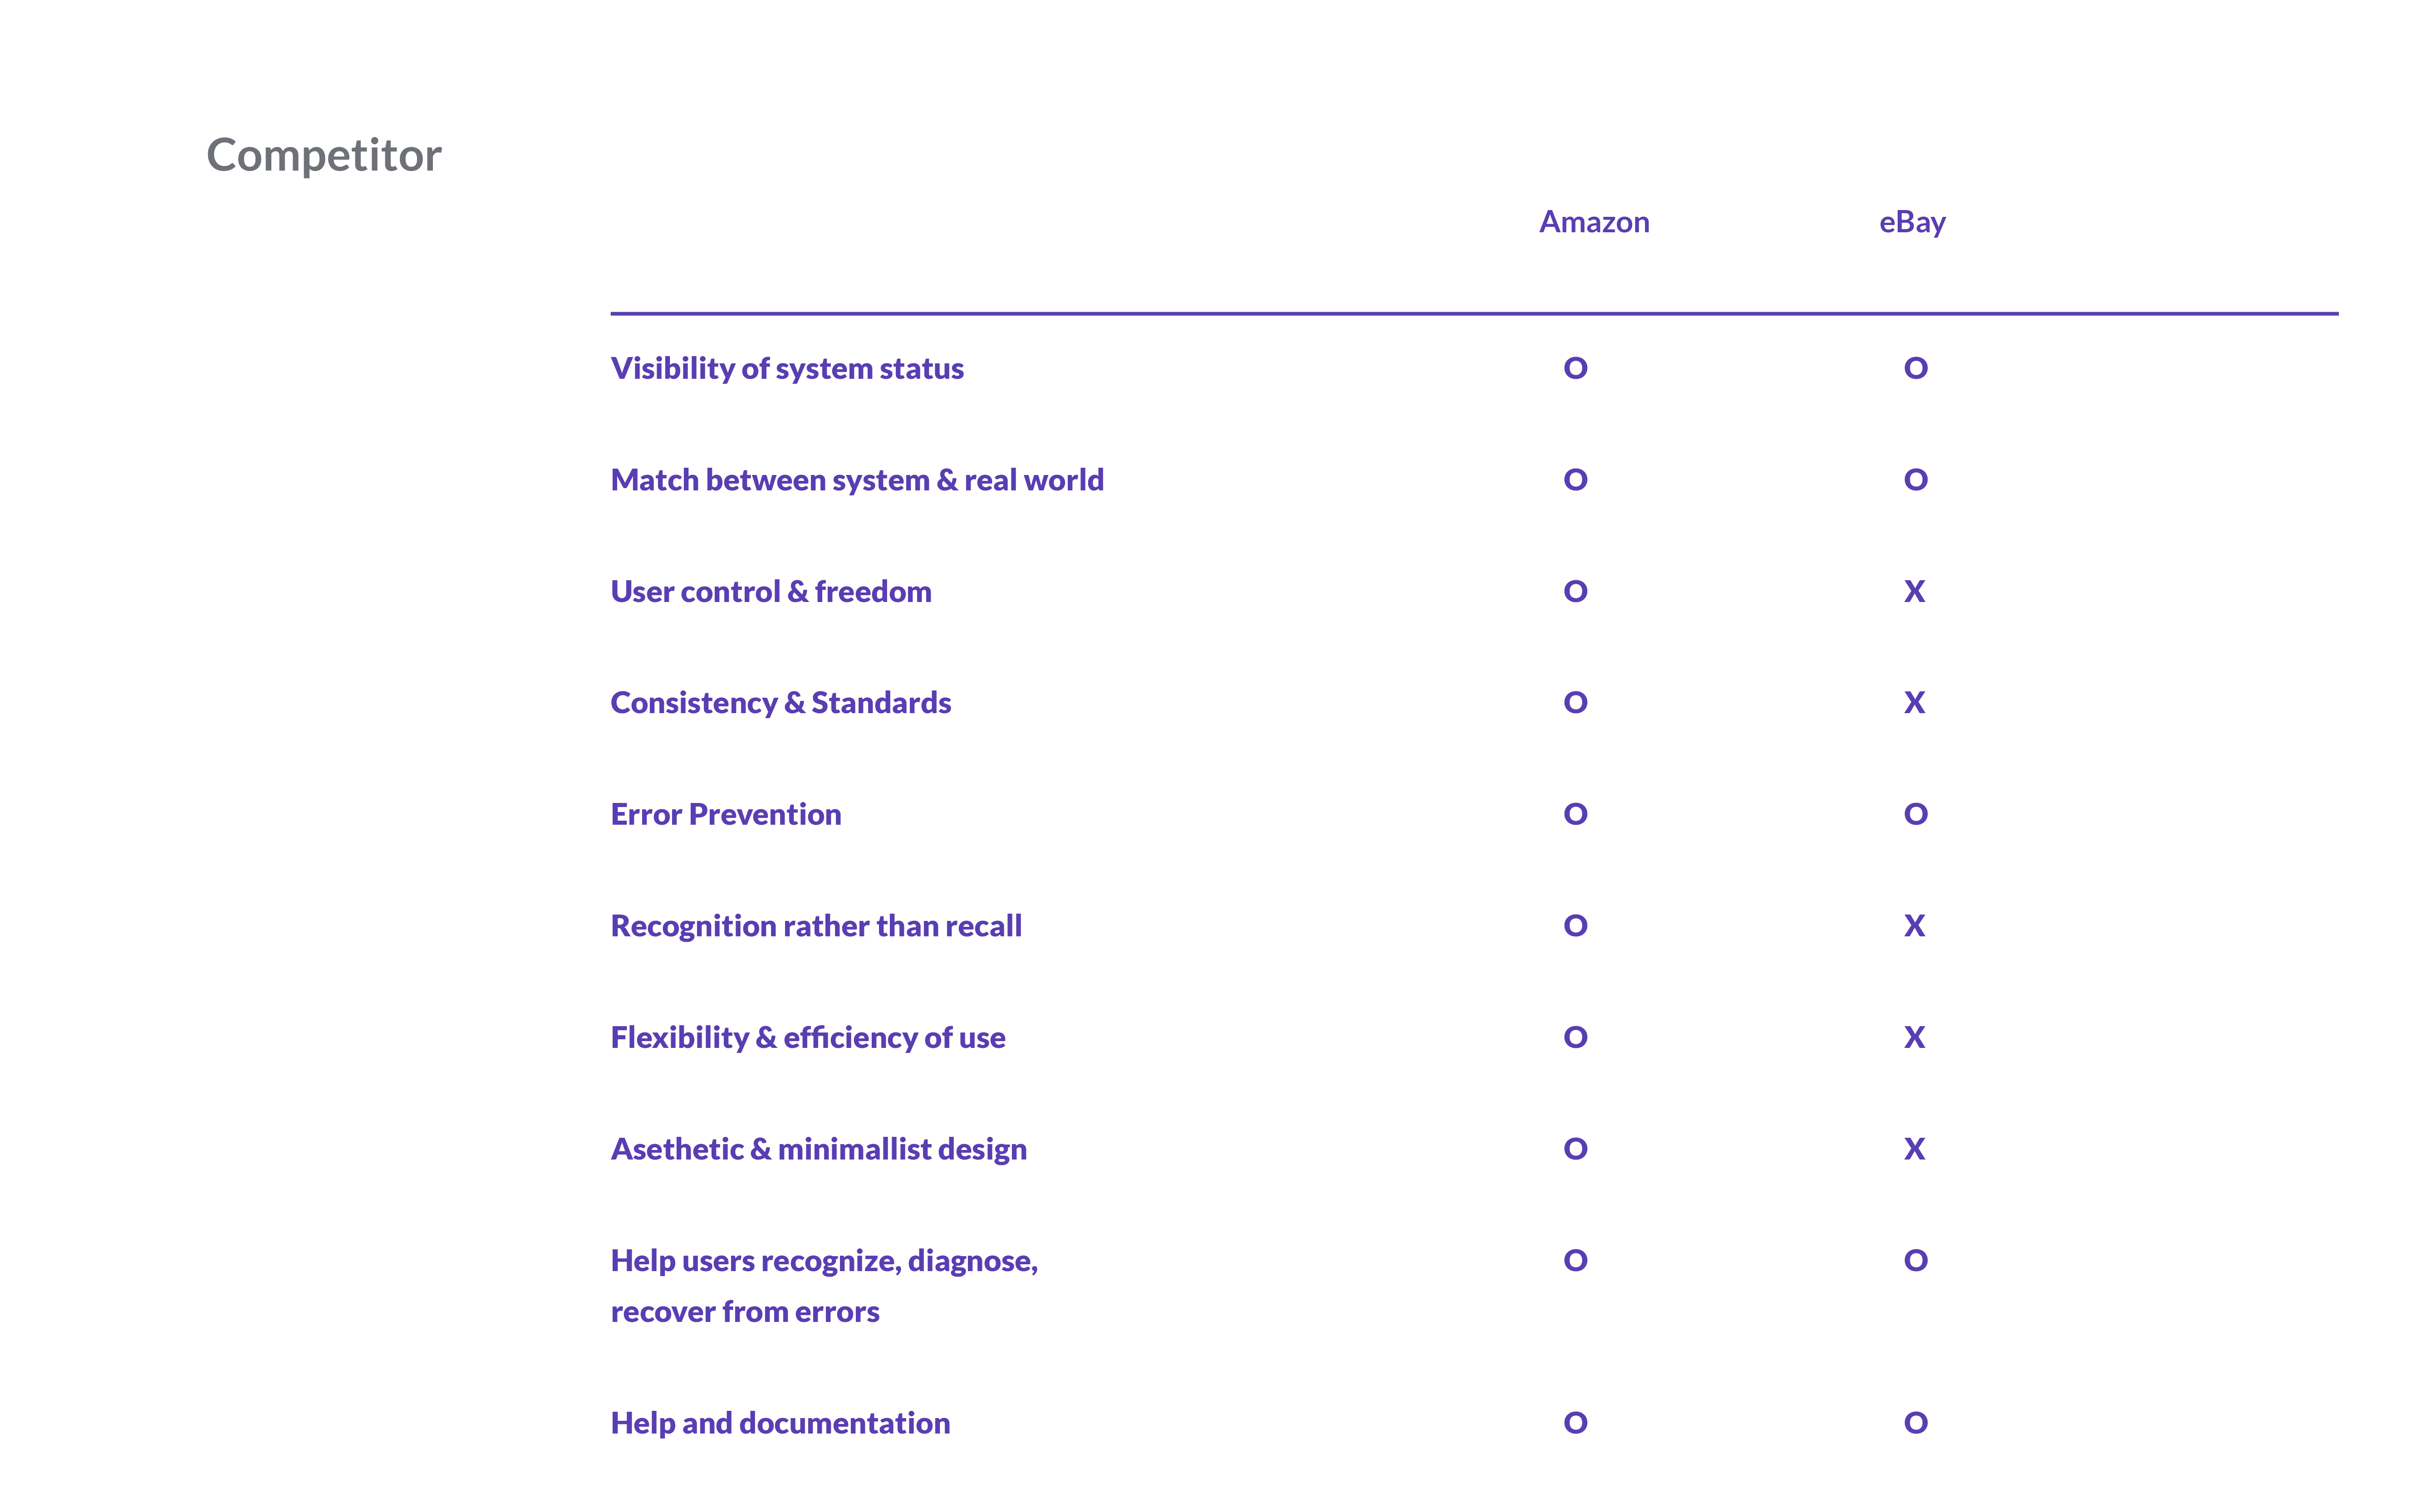 Competitor
Amazon eBay
Visibility of system status O O
Match between system & real world O O
User control & freedom O X
Consistency & Standards O X
Error Prevention O O
Recognition rather than recall O X
Flexibility & efficiency of use O X
Asethetic & minimallist design O X
Help users recognize, diagnose, O O
recover from errors
Help and documentation O O